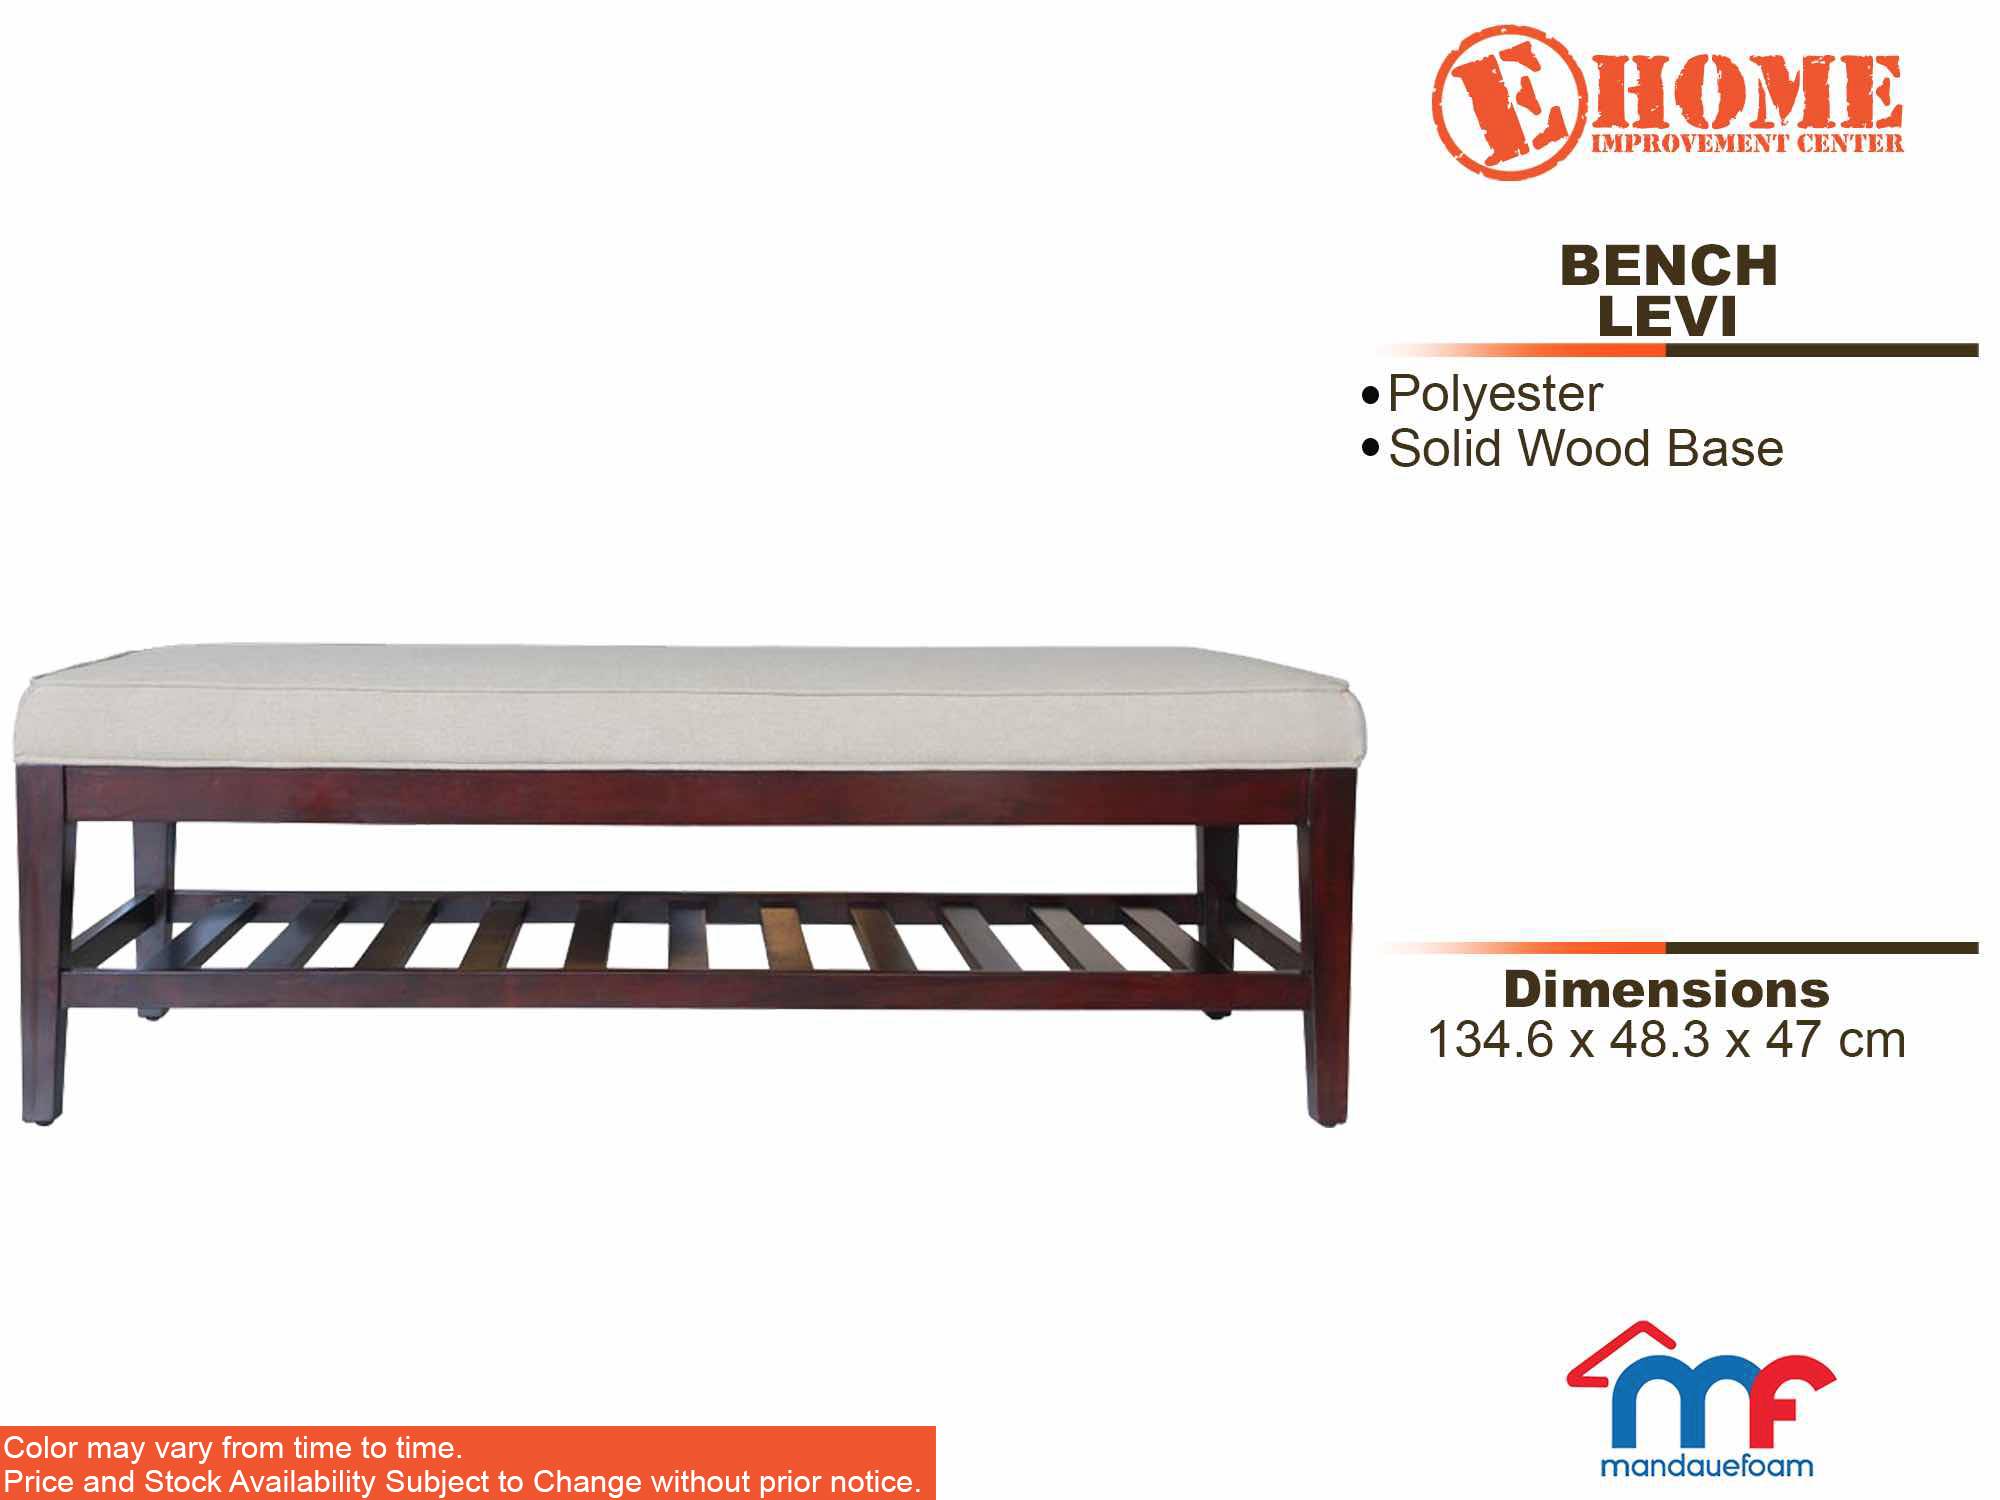 E HOME
IMPROVEMENT CENTER
BENCH
LEVI
• Polyester
• Solid Wood Base
Dimensions
134.6 x 48.3 x 47 cm
mf
mandauefoam
Color may vary from time to time.
Price and Stock Availability Subject to Change without prior notice.